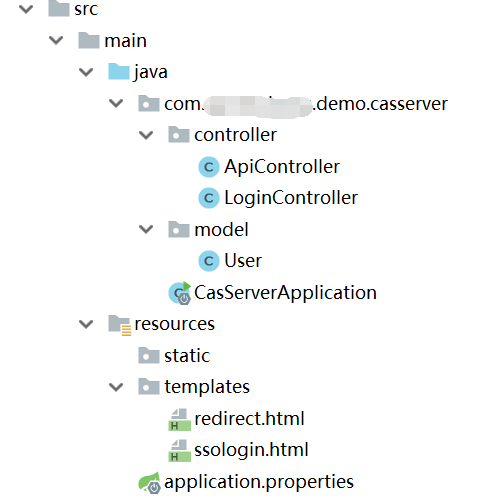 src
main
java
com. .demo.casserver
controller
ApiController
LoginController
model
User
CasServerApplication
resources
static
templates
redirect.html
ssologin.html
application.properties